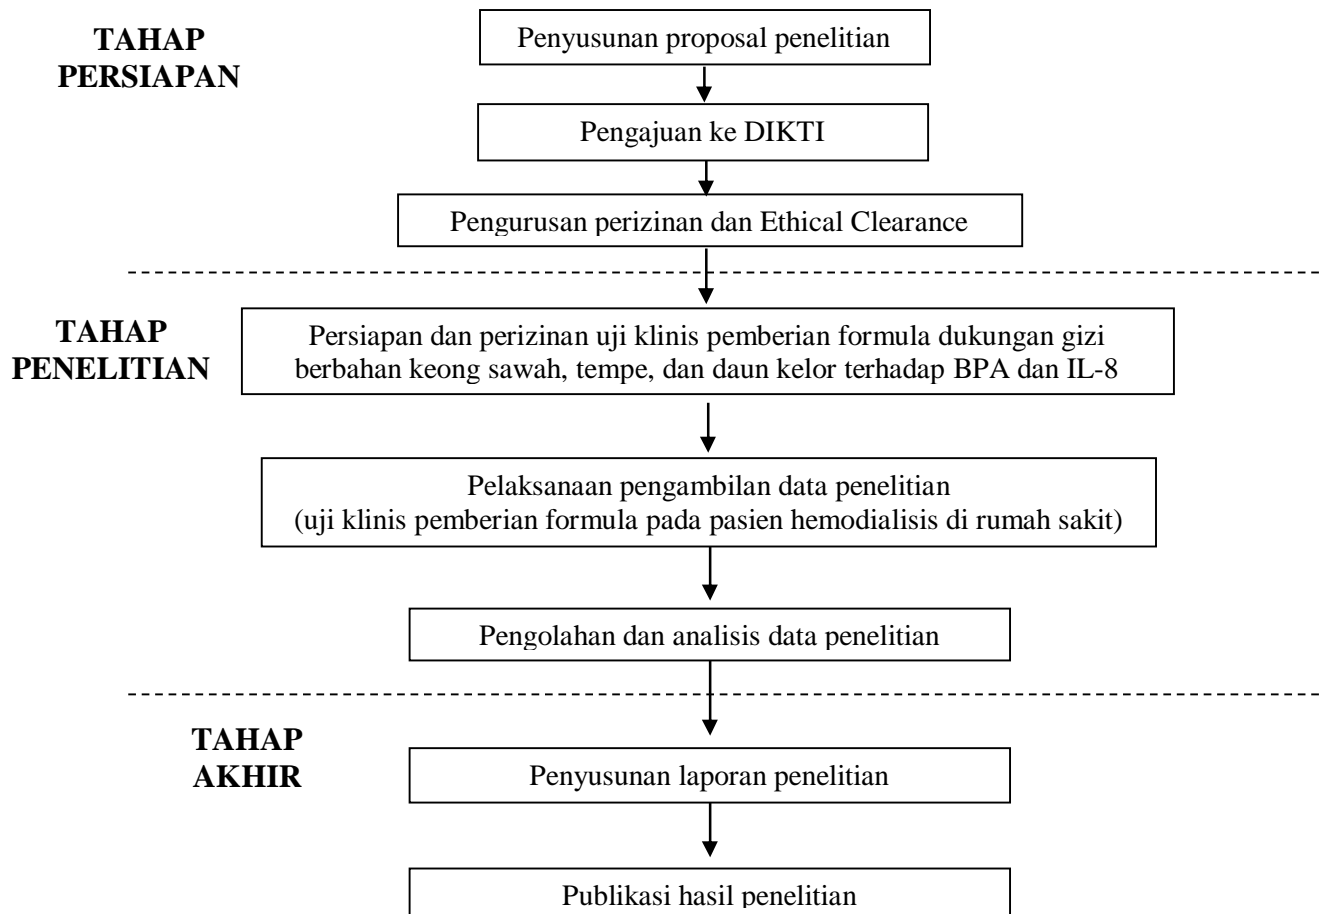 TAHAP
PERSIAPAN
Penyusunan proposal penelitian
Pengajuan ke DIKTI
Pengurusan perizinan dan Ethical Clearance
TAHAP
PENELITIAN
Persiapan dan perizinan uji klinis pemberian formula dukungan gizi
berbahan keong sawah, tempe, dan daun kelor terhadap BPA dan IL-8
Pelaksanaan pengambilan data penelitian
(uji klinis pemberian formula pada pasien hemodialisis di rumah sakit)
Pengolahan dan analisis data penelitian
TAHAP
AKHIR
Penyusunan laporan penelitian
Publikasi hasil penelitian